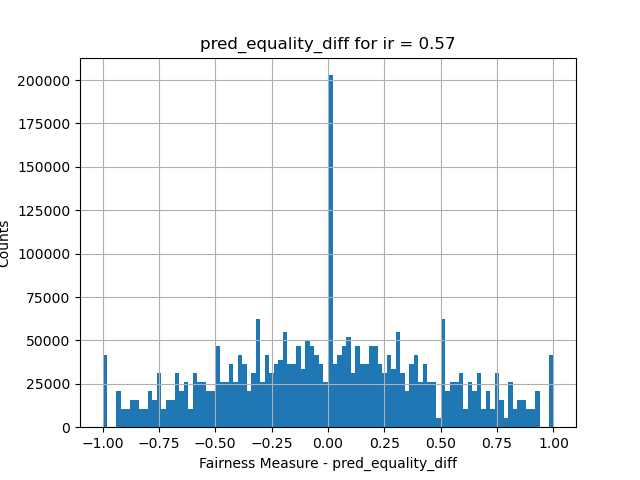 pred_equality_diff for ir = 0.57
200000
175000
150000
125000
100000
75000
50000
25000
0
Counts
−1.00 −0.75 −0.50 −0.25 0.00 0.25 0.50 0.75 1.00
Fairness Measure - pred_equality_diff